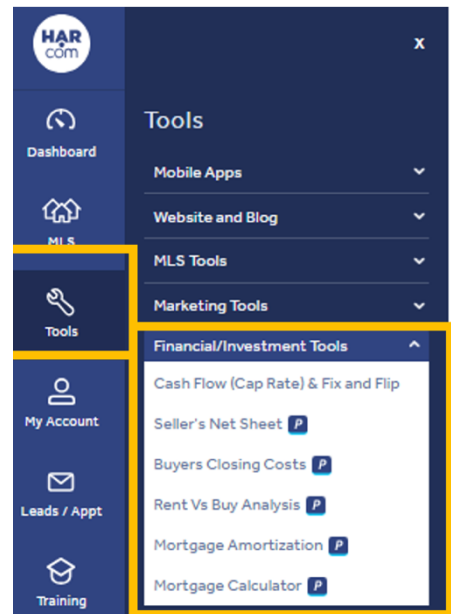 HAR
com
x
Dashboard
MLS
Tools
My Account
Leads / Appt
Training
Tools
Mobile Apps
Website and Blog
MLS Tools
Marketing Tools
Financial/Investment Tools
Cash Flow (Cap Rate) & Fix and Flip
Seller's Net Sheet P
Buyers Closing Costs P
Rent Vs Buy Analysis P
Mortgage Amortization P
Mortgage Calculator P